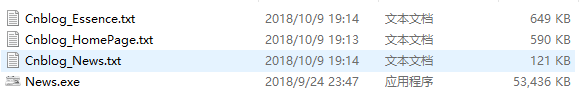 Cnblog_Essence.txt 2018/10/9 19:14 文本文档 649 KB
Cnblog_HomePage.txt 2018/10/9 19:13 文本文档 590 KB
Cnblog_News.txt 2018/10/9 19:14 文本文档 121 KB
News.exe 2018/9/24 23:47 应用程序 53,436 KB